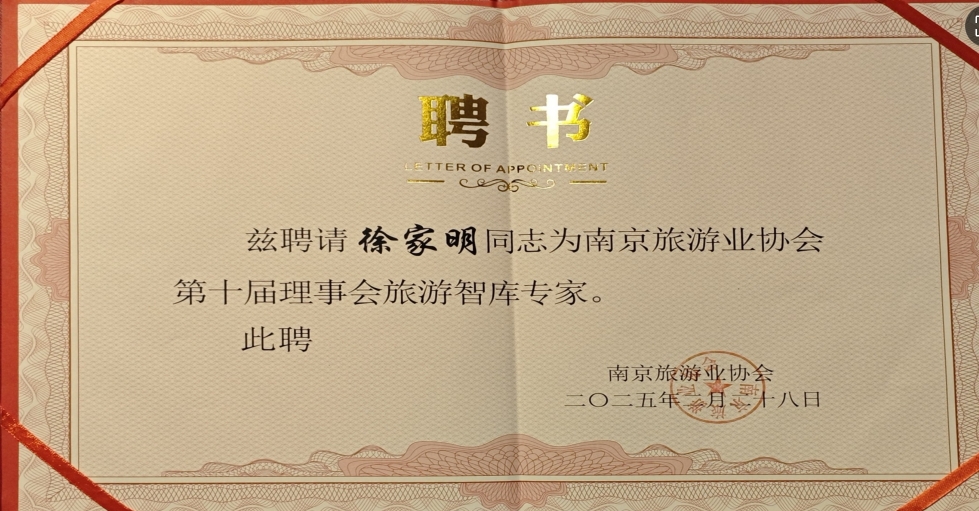 聘书
LETTER OF APPOINTMENT
兹聘请徐家明同志为南京旅游业协会
第十届理事会旅游智库专家。
此聘
南京旅游业协会
二〇二五年二月二十八日